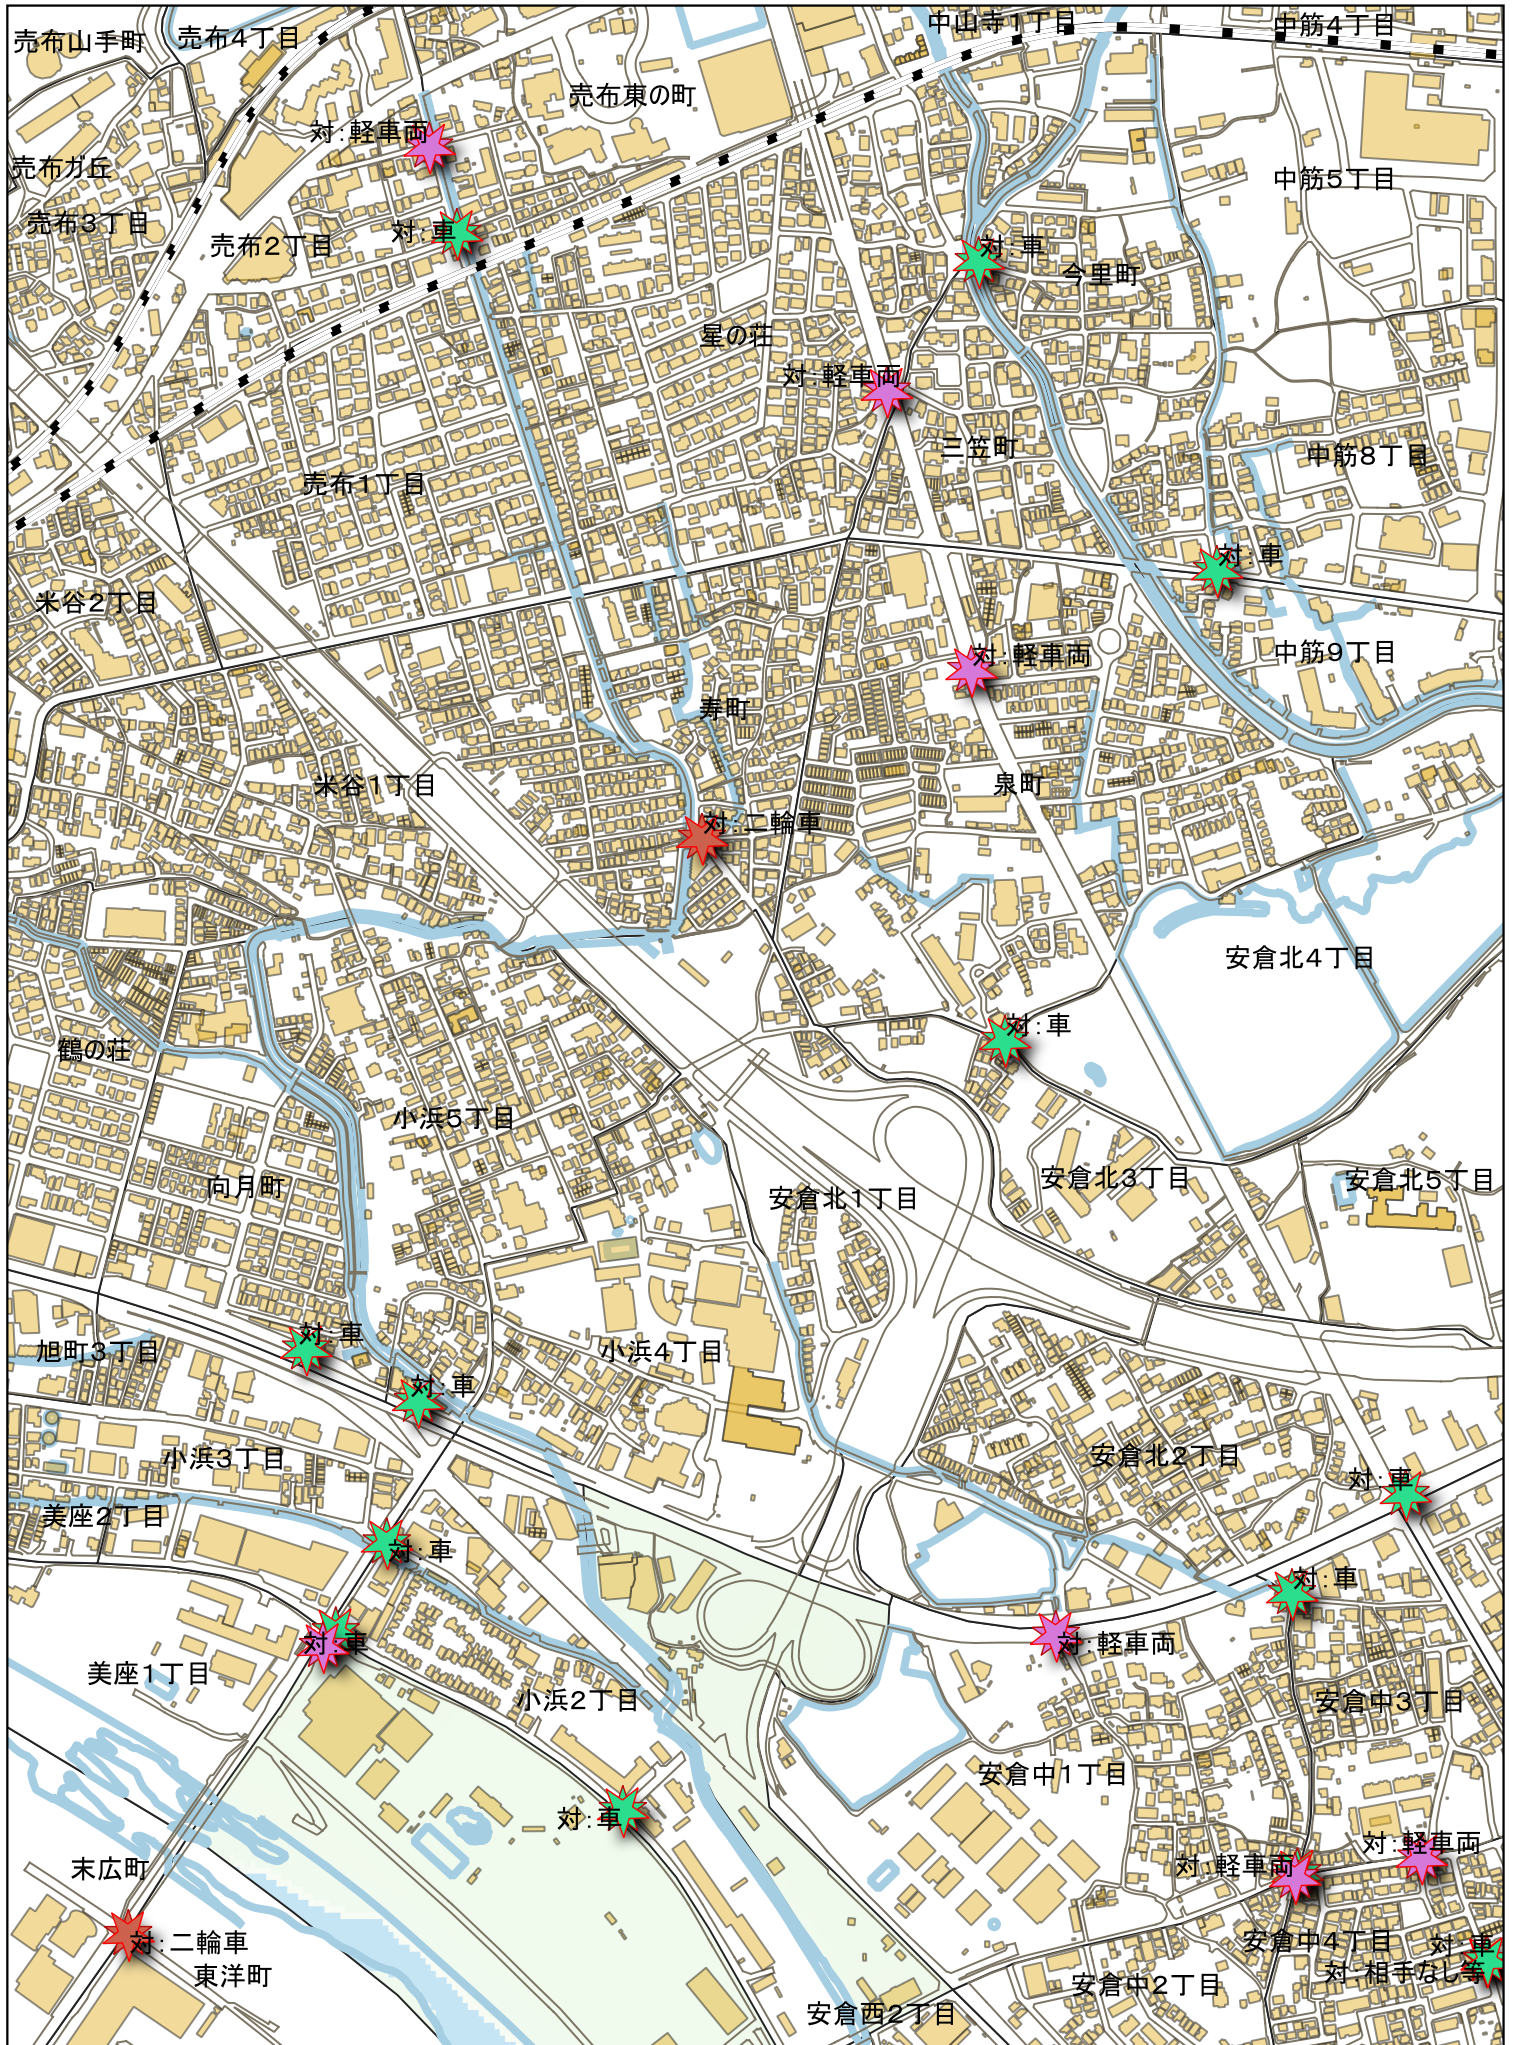 中山寺1丁目
中筋4丁目
売布山手町
売布4丁目
売布東の町
対：軽車両
売布ガ丘
中筋5丁目
売布3丁目
対：車
売布2丁目
対：車
今里町
星の荘
対：軽車両
三笠町
中筋8丁目
売布1丁目
対：車
米谷2丁目
対：軽車両
中筋9丁目
寿町
米谷1丁目
泉町
対：二輪車
安倉北4丁目
対：車
鶴の荘
小浜5丁目
安倉北3丁目
安倉北5丁目
向月町
安倉北1丁目
対：車
旭町3丁目
小浜4丁目
対：車
小浜3丁目
安倉北2丁目
対：車
美座2丁目
対：車
対：車
対：車
対：軽車両
美座1丁目
小浜2丁目
安倉中3丁目
安倉中1丁目
対：車
対：軽車両
対：軽車両
末広町
対：二輪車
安倉中4丁目
対：車
東洋町
対：相手なし等
安倉中2丁目
安倉西2丁目